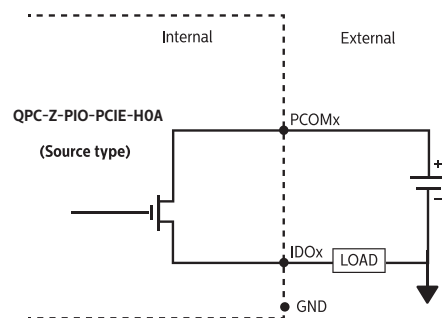 Internal
External
QPC-Z-PIO-PCIE-H0A
(Source type)
PCOMx
+
−
IDOx
LOAD
GND